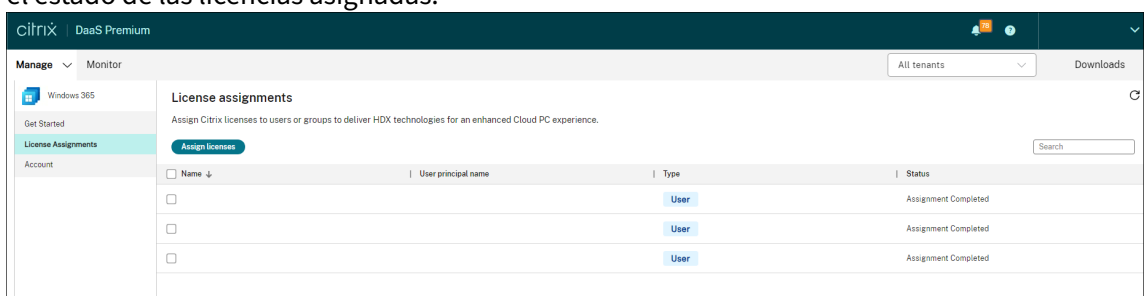 el estado de las licencias asignadas.
citrix | DaaS Premium 79 ?
Manage Monitor All tenants Downloads
Windows 365
Get Started
License Assignments
Account
License assignments
Assign Citrix licenses to users or groups to deliver HDX technologies for an enhanced Cloud PC experience.
Assign licenses Search
Name ↓ | User principal name | Type | Status
User Assignment Completed
User Assignment Completed
User Assignment Completed